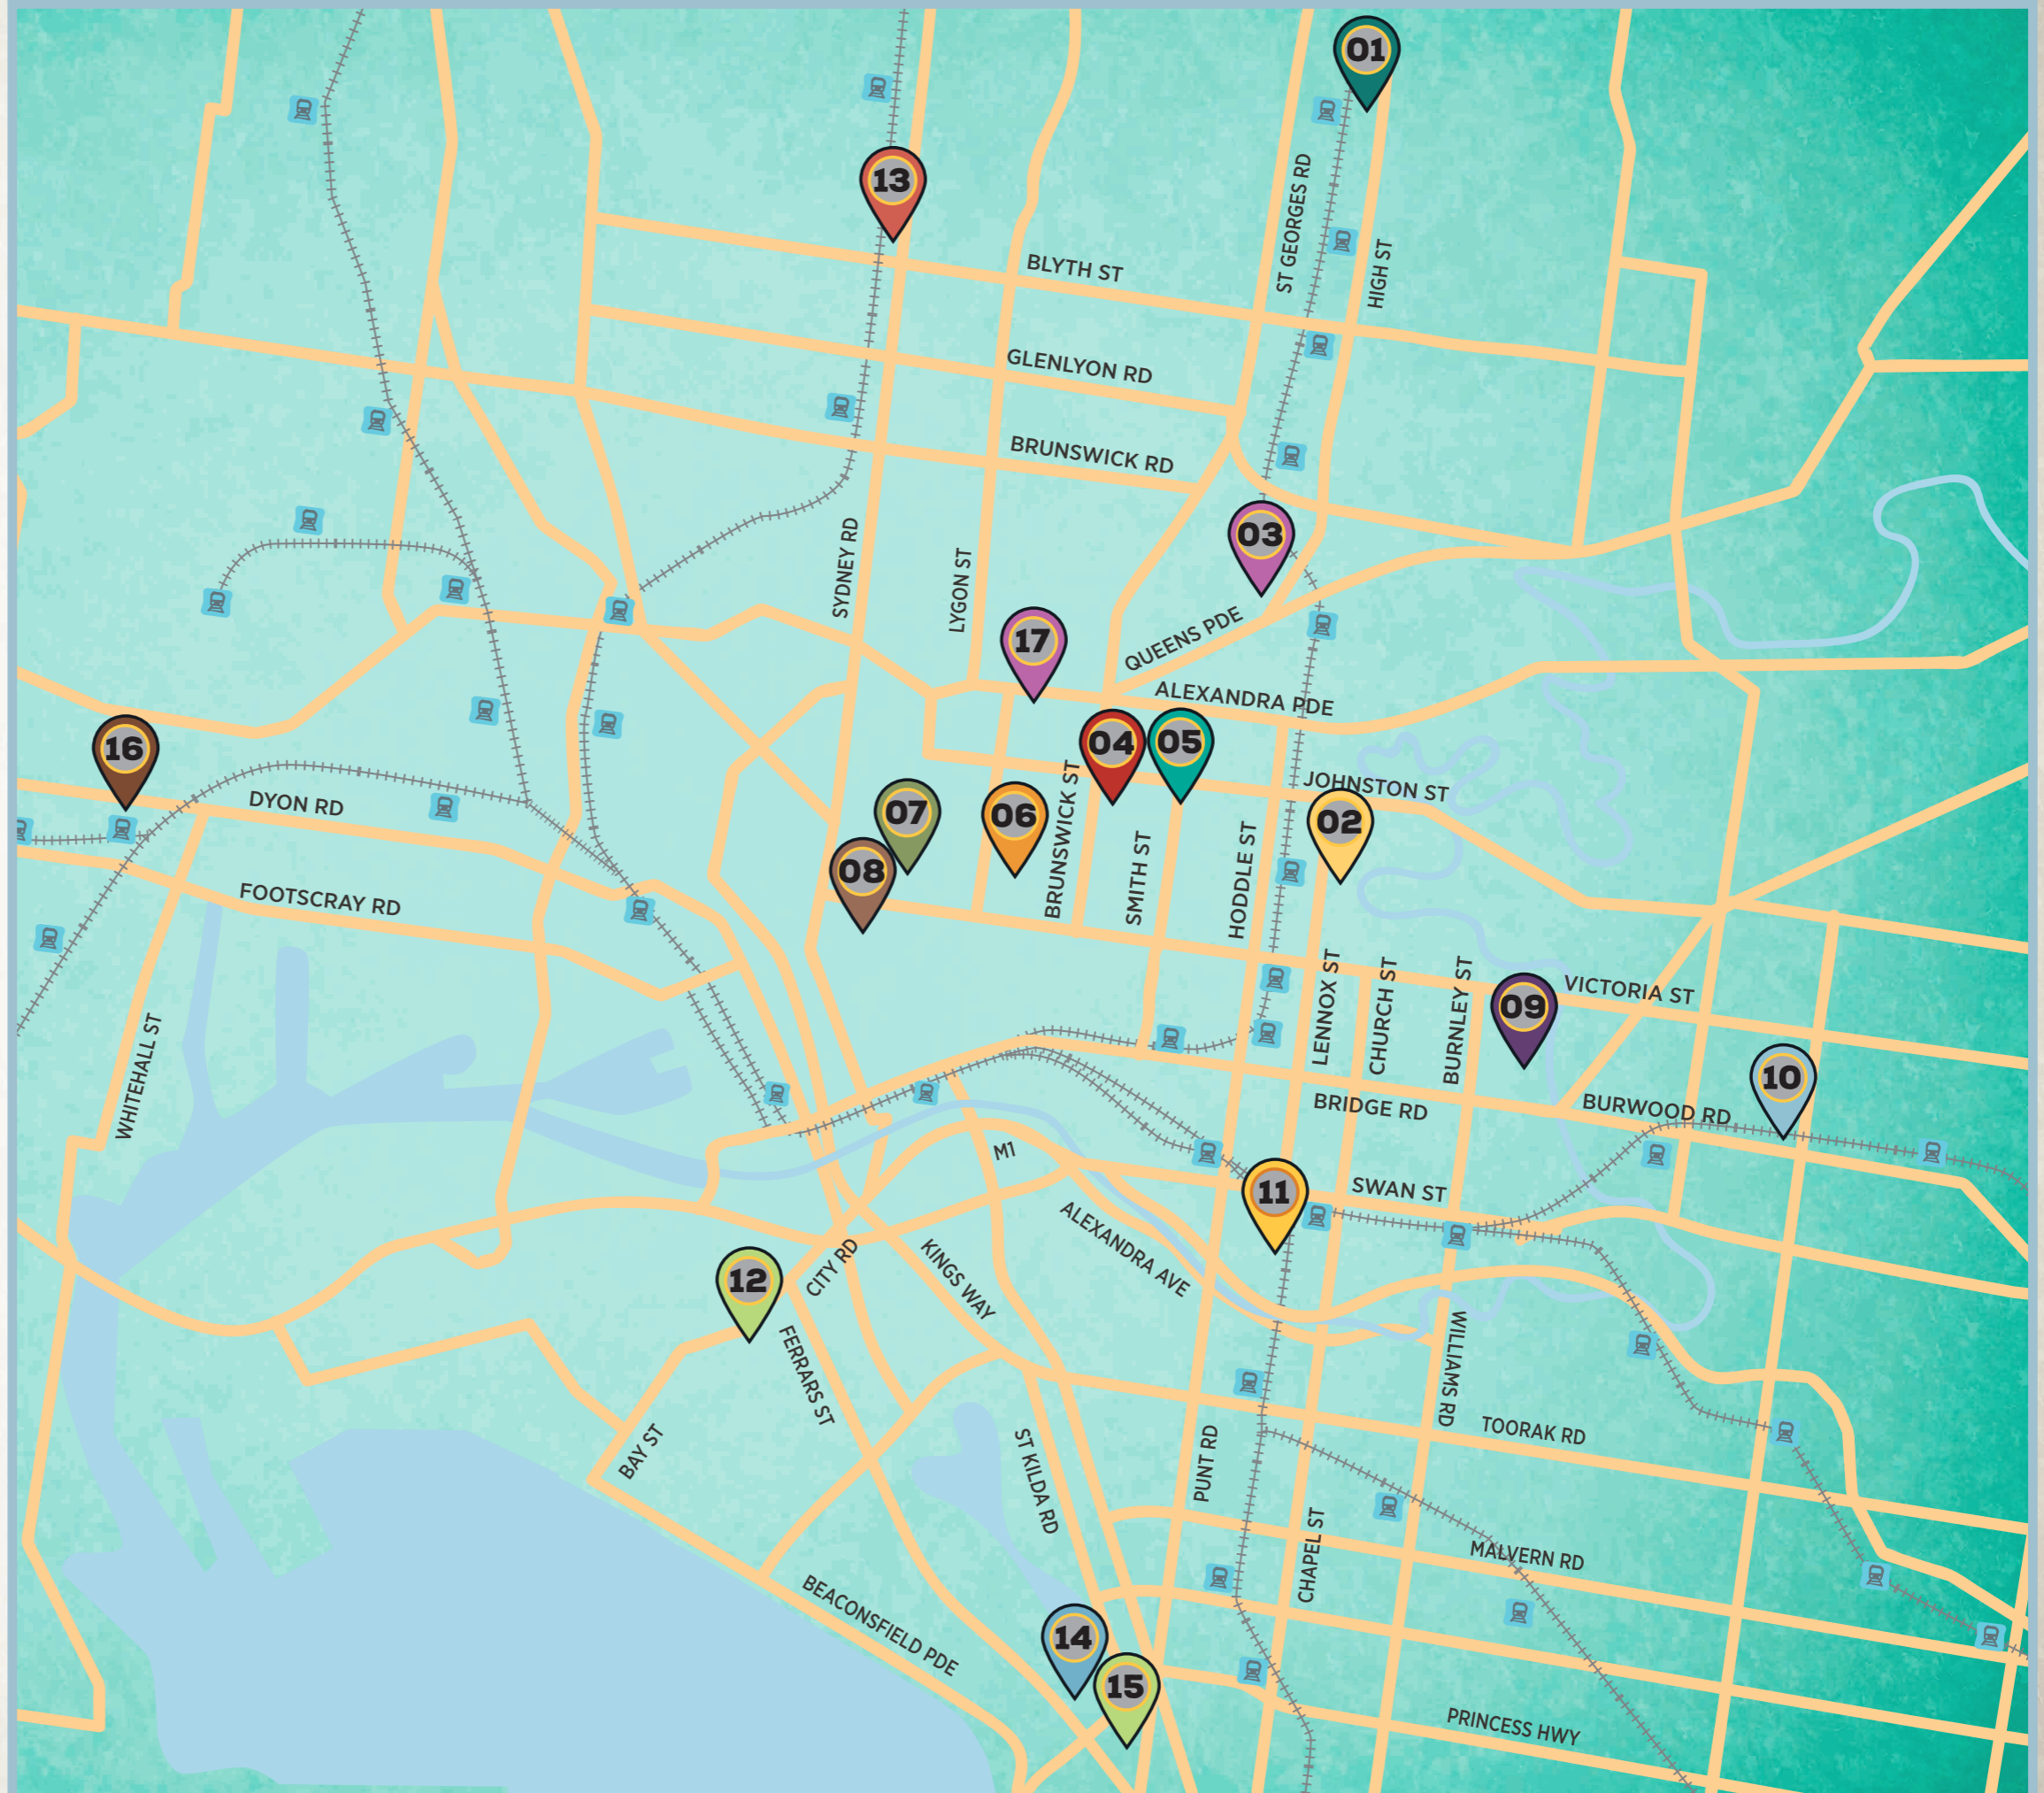 01
13
ST GEORGES RD
HIGH ST
BLYTH ST
GLENLYON RD
BRUNSWICK RD
03
SYDNEY RD
LYGON ST
17
QUEENS PDE
ALEXANDRA PDE
16
04
05
DYON RD
JOHNSTON ST
07
06
02
BRUNSWICK ST
SMITH ST
HODDLE ST
08
FOOTSCRAY RD
LENNOX ST
CHURCH ST
BURNLEY ST
09
VICTORIA ST
WHITEHALL ST
10
BRIDGE RD
BURWOOD RD
M1
11
SWAN ST
ALEXANDRA AVE
12
CITY RD
KINGS WAY
FERRARS ST
WILLIAMS RD
BAY ST
ST KILDA RD
PUNT RD
TOORAK RD
CHAPEL ST
MALVERN RD
BEACONSFIELD PDE
14
15
PRINCESS HWY